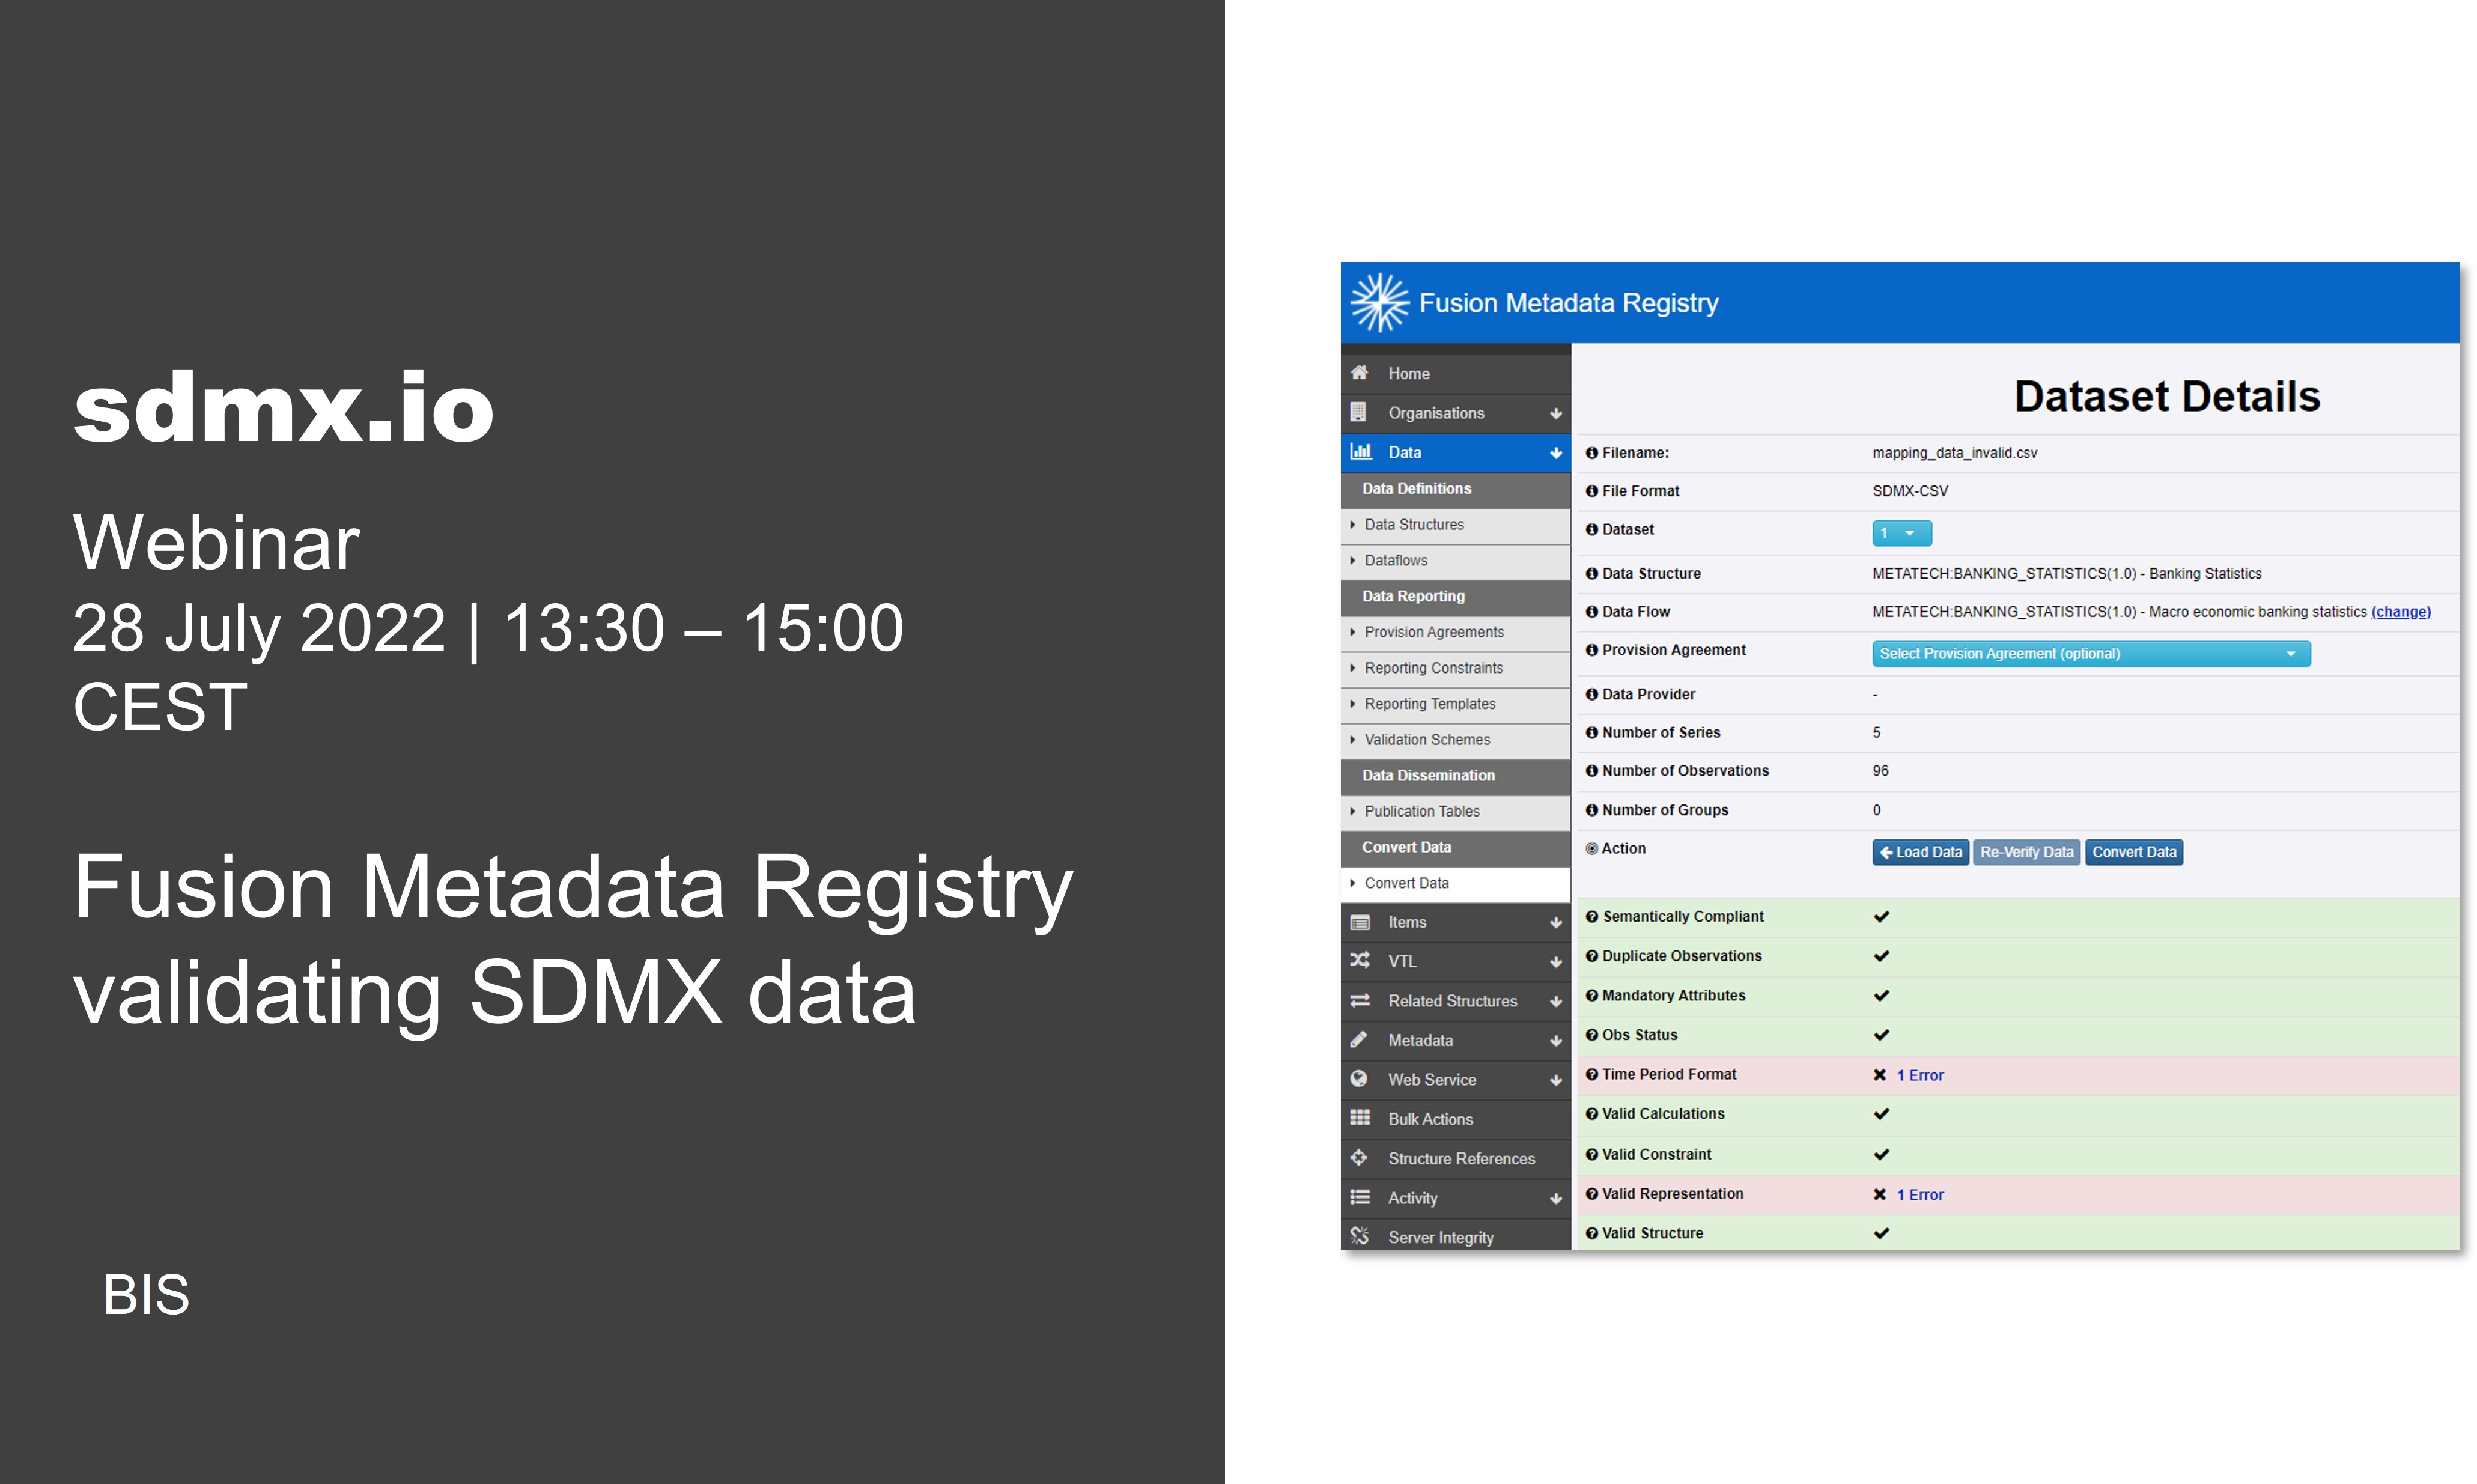 sdmx.io
Webinar
28 July 2022 | 13:30 – 15:00
CEST
Fusion Metadata Registry
validating SDMX data
BIS
Fusion Metadata Registry
Home
Organisations
Data
Data Definitions
Data Structures
Dataflows
Data Reporting
Provision Agreements
Reporting Constraints
Reporting Templates
Validation Schemes
Data Dissemination
Publication Tables
Convert Data
Convert Data
Items
VTL
Related Structures
Metadata
Web Service
Bulk Actions
Structure References
Activity
Server Integrity
Dataset Details
Filename: mapping_data_invalid.csv
File Format SDMX-CSV
Dataset 1
Data Structure METATECH:BANKING_STATISTICS(1.0) - Banking Statistics
Data Flow METATECH:BANKING_STATISTICS(1.0) - Macro economic banking statistics (change)
Provision Agreement Select Provision Agreement (optional)
Data Provider -
Number of Series 5
Number of Observations 96
Number of Groups 0
Action Load Data Re-Verify Data Convert Data
Semantically Compliant
Duplicate Observations
Mandatory Attributes
Obs Status
Time Period Format 1 Error
Valid Calculations
Valid Constraint
Valid Representation 1 Error
Valid Structure